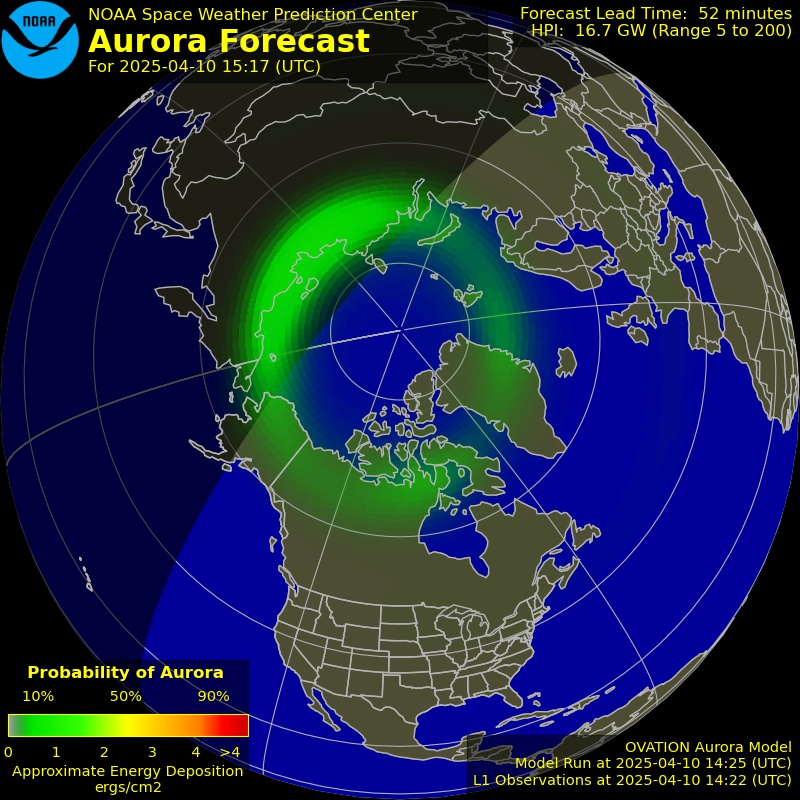 NOAA
NOAA Space Weather Prediction Center
Aurora Forecast
For 2025-04-10 15:17 (UTC)
Forecast Lead Time: 52 minutes
HPI: 16.7 GW (Range 5 to 200)
Probability of Aurora
10% 50% 90%
0 1 2 3 4 >4
Approximate Energy Deposition
ergs/cm2
OVATION Aurora Model
Model Run at 2025-04-10 14:25 (UTC)
L1 Observations at 2025-04-10 14:22 (UTC)